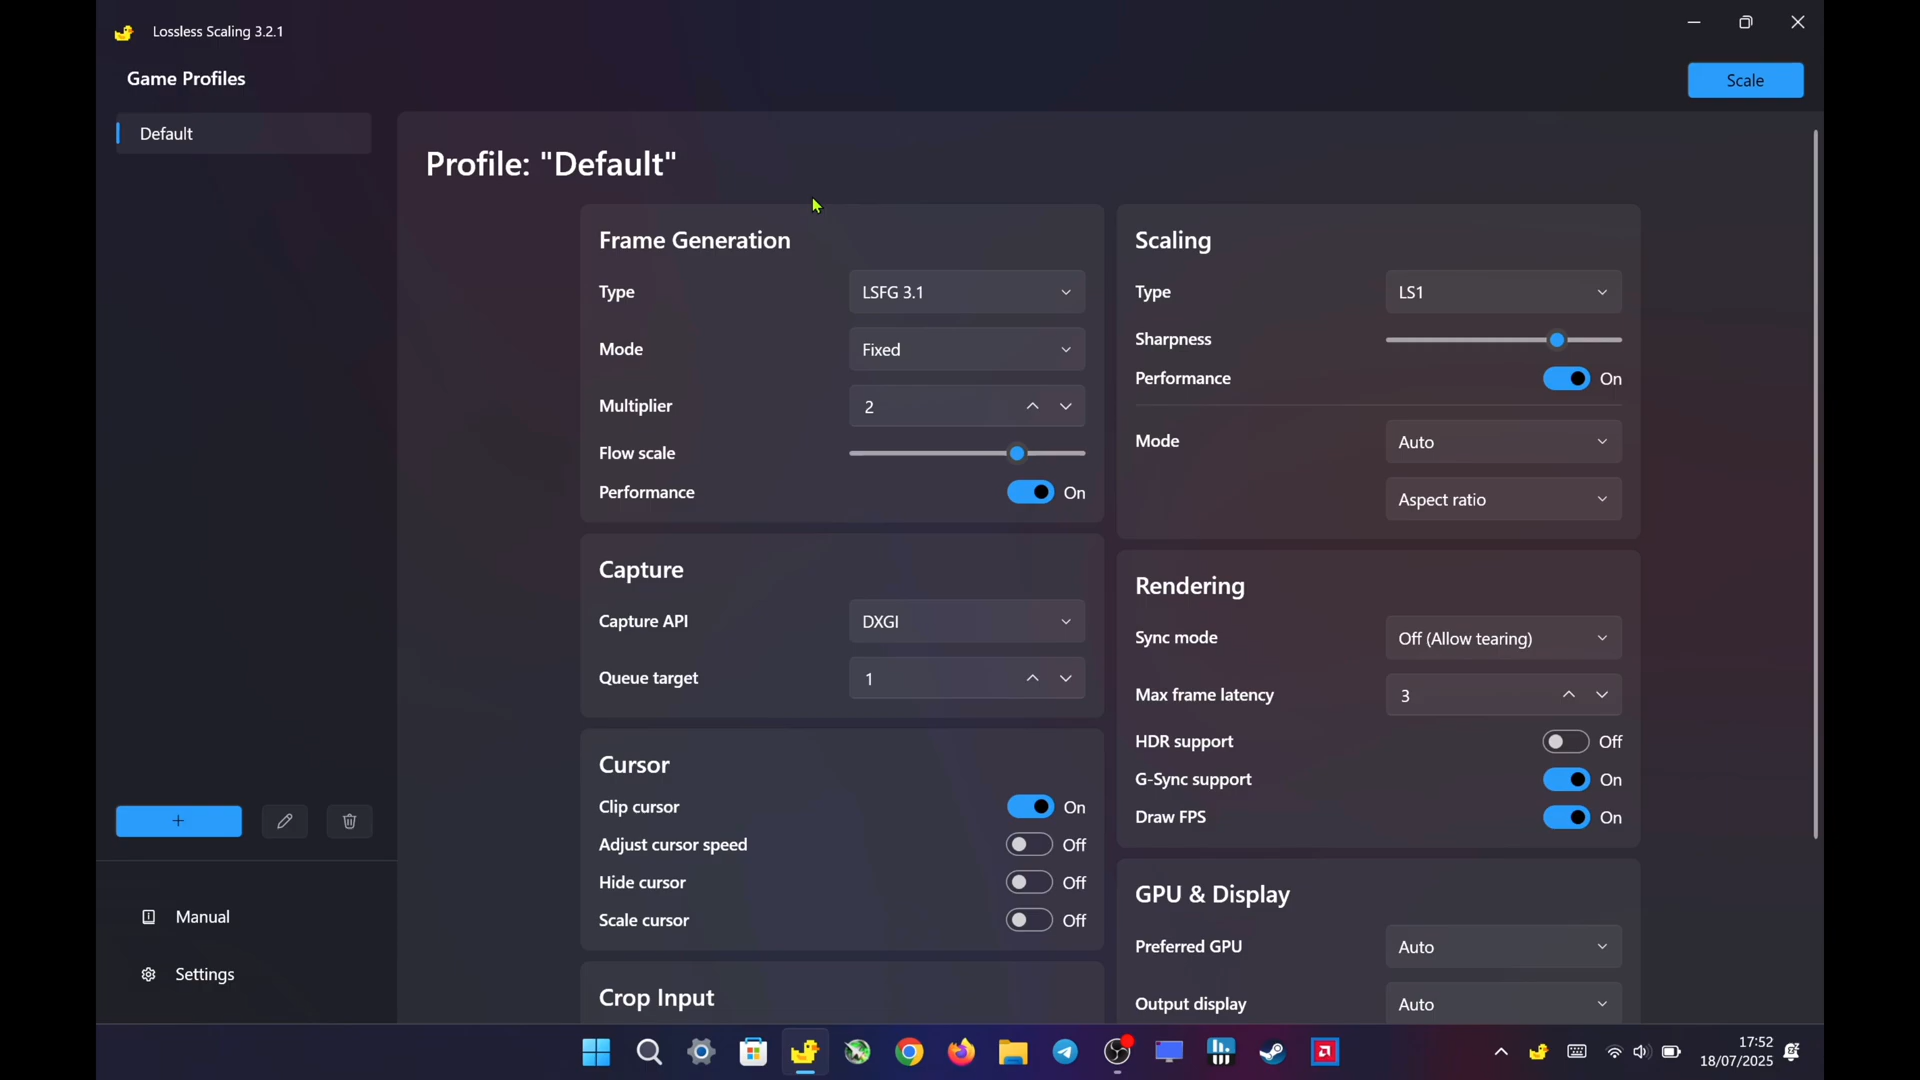 Lossless Scaling 3.2.1
Game Profiles
Scale
Default
Profile: "Default"
Frame Generation
Type
LSFG 3.1
Mode
Fixed
Multiplier
2
Flow scale
Performance
On
Capture
Capture API
DXGI
Queue target
1
Cursor
Clip cursor
On
Adjust cursor speed
Off
Hide cursor
Off
Scale cursor
Off
Crop Input
Scaling
Type
LS1
Sharpness
Performance
On
Mode
Auto
Aspect ratio
Rendering
Sync mode
Off (Allow tearing)
Max frame latency
3
HDR support
Off
G-Sync support
On
Draw FPS
On
GPU & Display
Preferred GPU
Auto
Output display
Auto
+
Manual
Settings
17:52
18/07/2025